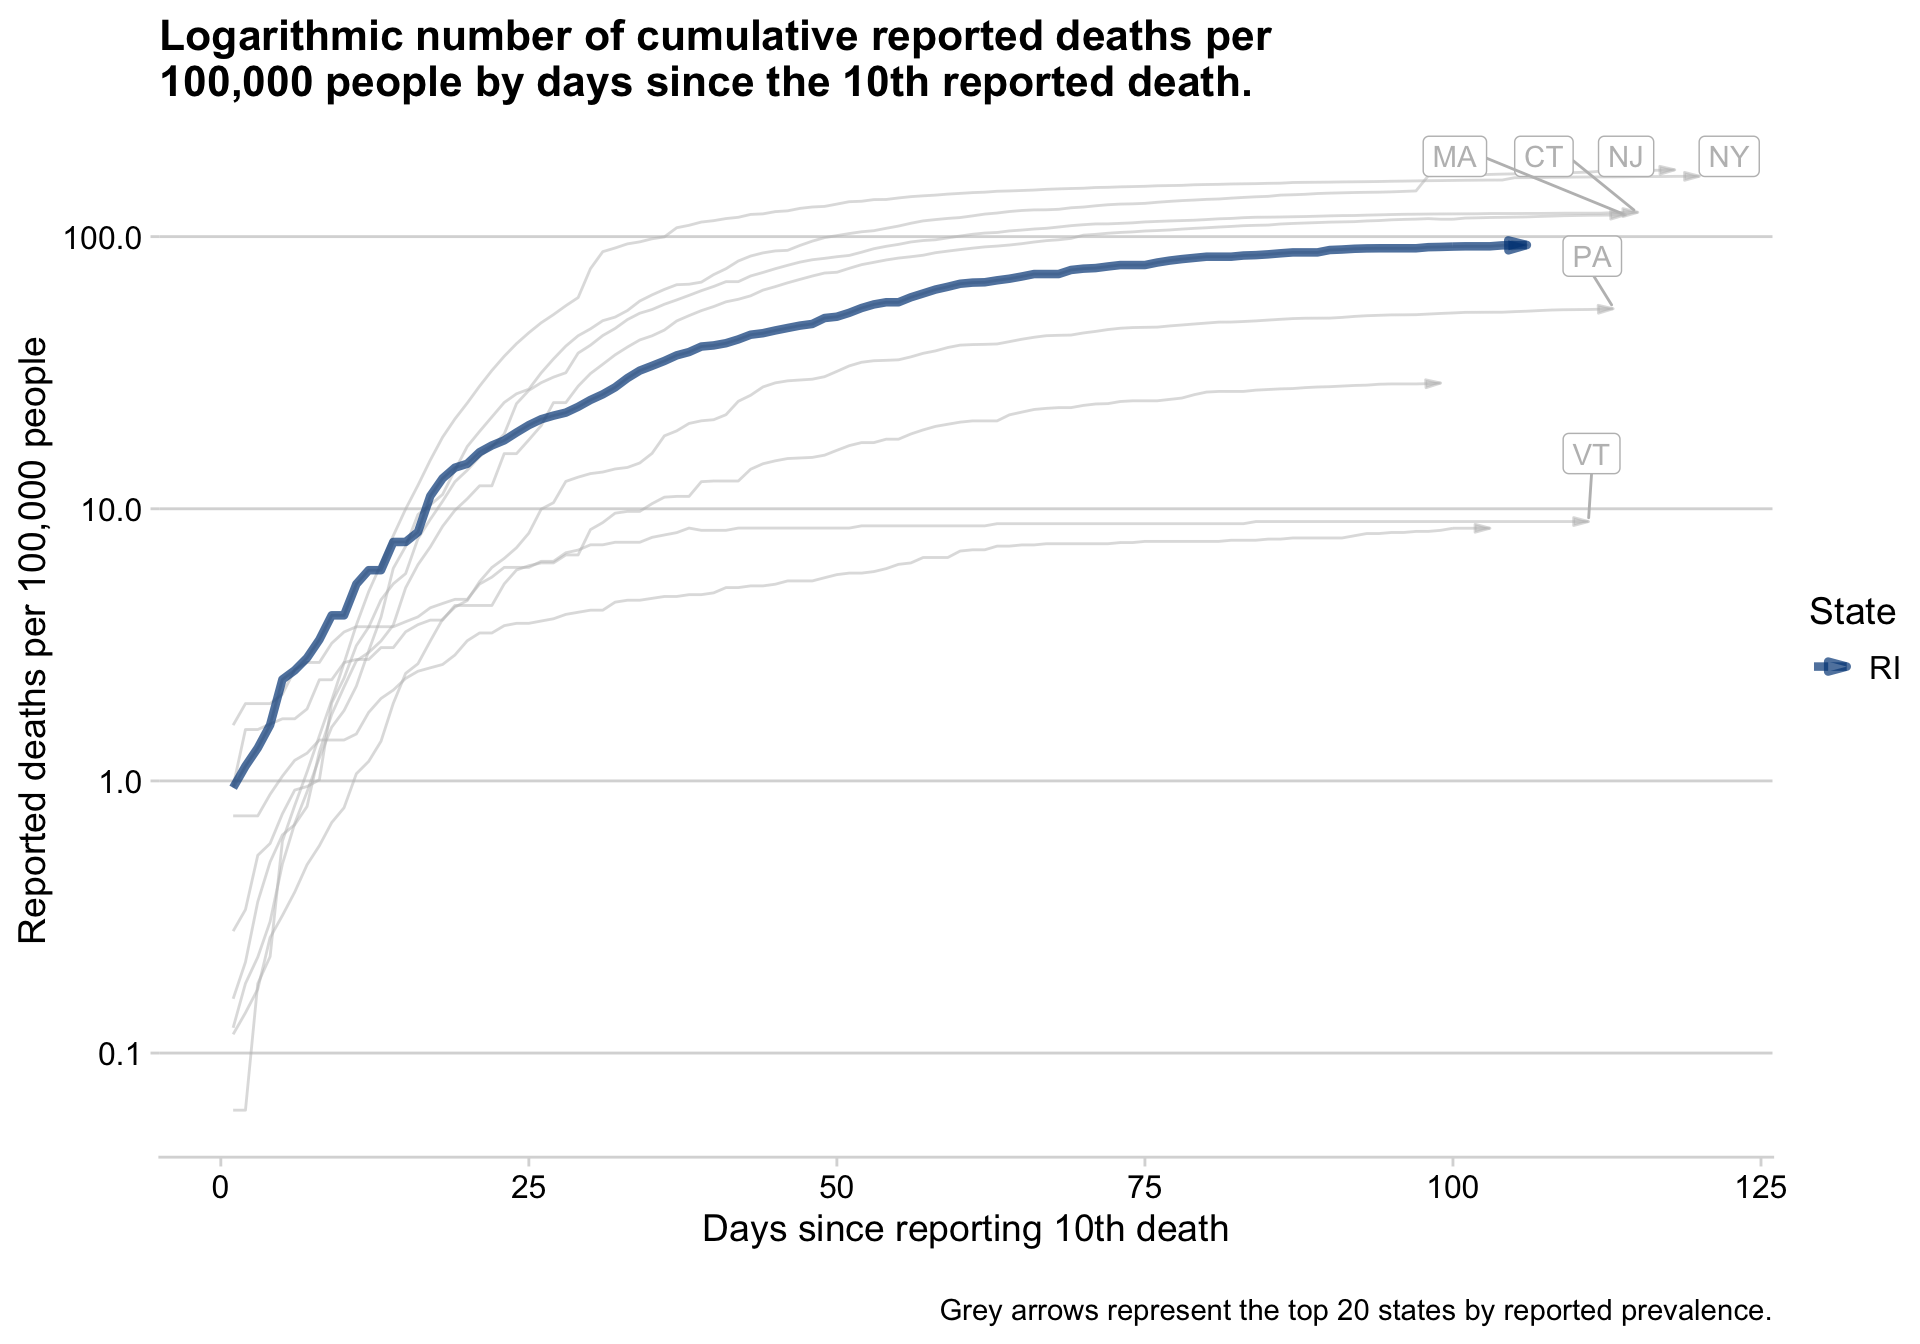 Logarithmic number of cumulative reported deaths per
100,000 people by days since the 10th reported death.
MA CT NJ NY
100.0
PA
VT
10.0
1.0
0.1
Reported deaths per 100,000 people
State
RI
0 25 50 75 100 125
Days since reporting 10th death
Grey arrows represent the top 20 states by reported prevalence.